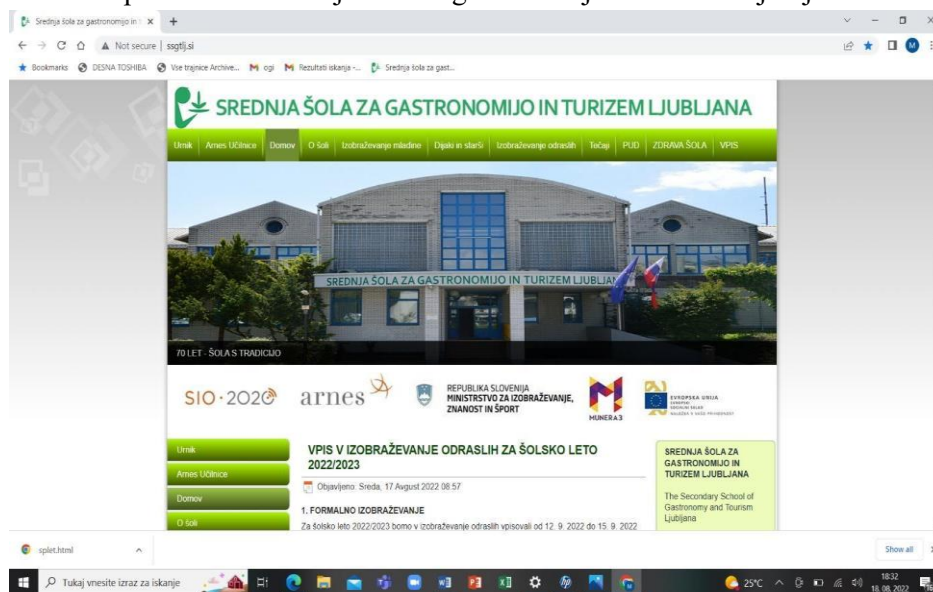 Srednja šola za gastronomijo in
Not secure | ssgtlj.si
Bookmarks DESNA TOSHIBA Vse trajnice Archive... ogi Rezultati iskanja -... Srednja šola za gast...
SREDNJA ŠOLA ZA GASTRONOMIJO IN TURIZEM LJUBLJANA
Urnik Arnes Učilnice Domov O šoli Izobraževanje mladine Dijaki in starši Izobraževanje odraslih Tečaji PUD ZDRAVA ŠOLA VPIS
SREDNJA ŠOLA ZA GASTRONOMIJO IN TURIZEM LJUBLJANA
70 LET - ŠOLA S TRADICIJO
SIO·2020
arnes
REPUBLIKA SLOVENIJA
MINISTRSTVO ZA IZOBRAŽEVANJE,
ZNANOST IN ŠPORT
MUNERA3
EVROPSKA UNIJA
EVROPSKI
SOCIALNI SKLAD
NALOŽBA V VAŠO PRIHODNOST
Urnik
Arnes Učilnice
Domov
O šoli
VPIS V IZOBRAŽEVANJE ODRASLIH ZA ŠOLSKO LETO
2022/2023
Objavljeno: Sreda, 17 Avgust 2022 08:57
1. FORMALNO IZOBRAŽEVANJE
Za šolsko leto 2022/2023 bomo v izobraževanje odraslih vpisovali od 12. 9. 2022 do 15. 9. 2022
SREDNJA ŠOLA ZA
GASTRONOMIJO IN
TURIZEM LJUBLJANA
The Secondary School of
Gastronomy and Tourism
Ljubljana
splet.html
Show all
Tukaj vnesite izraz za iskanje
25°C
18:32
18. 08. 2022